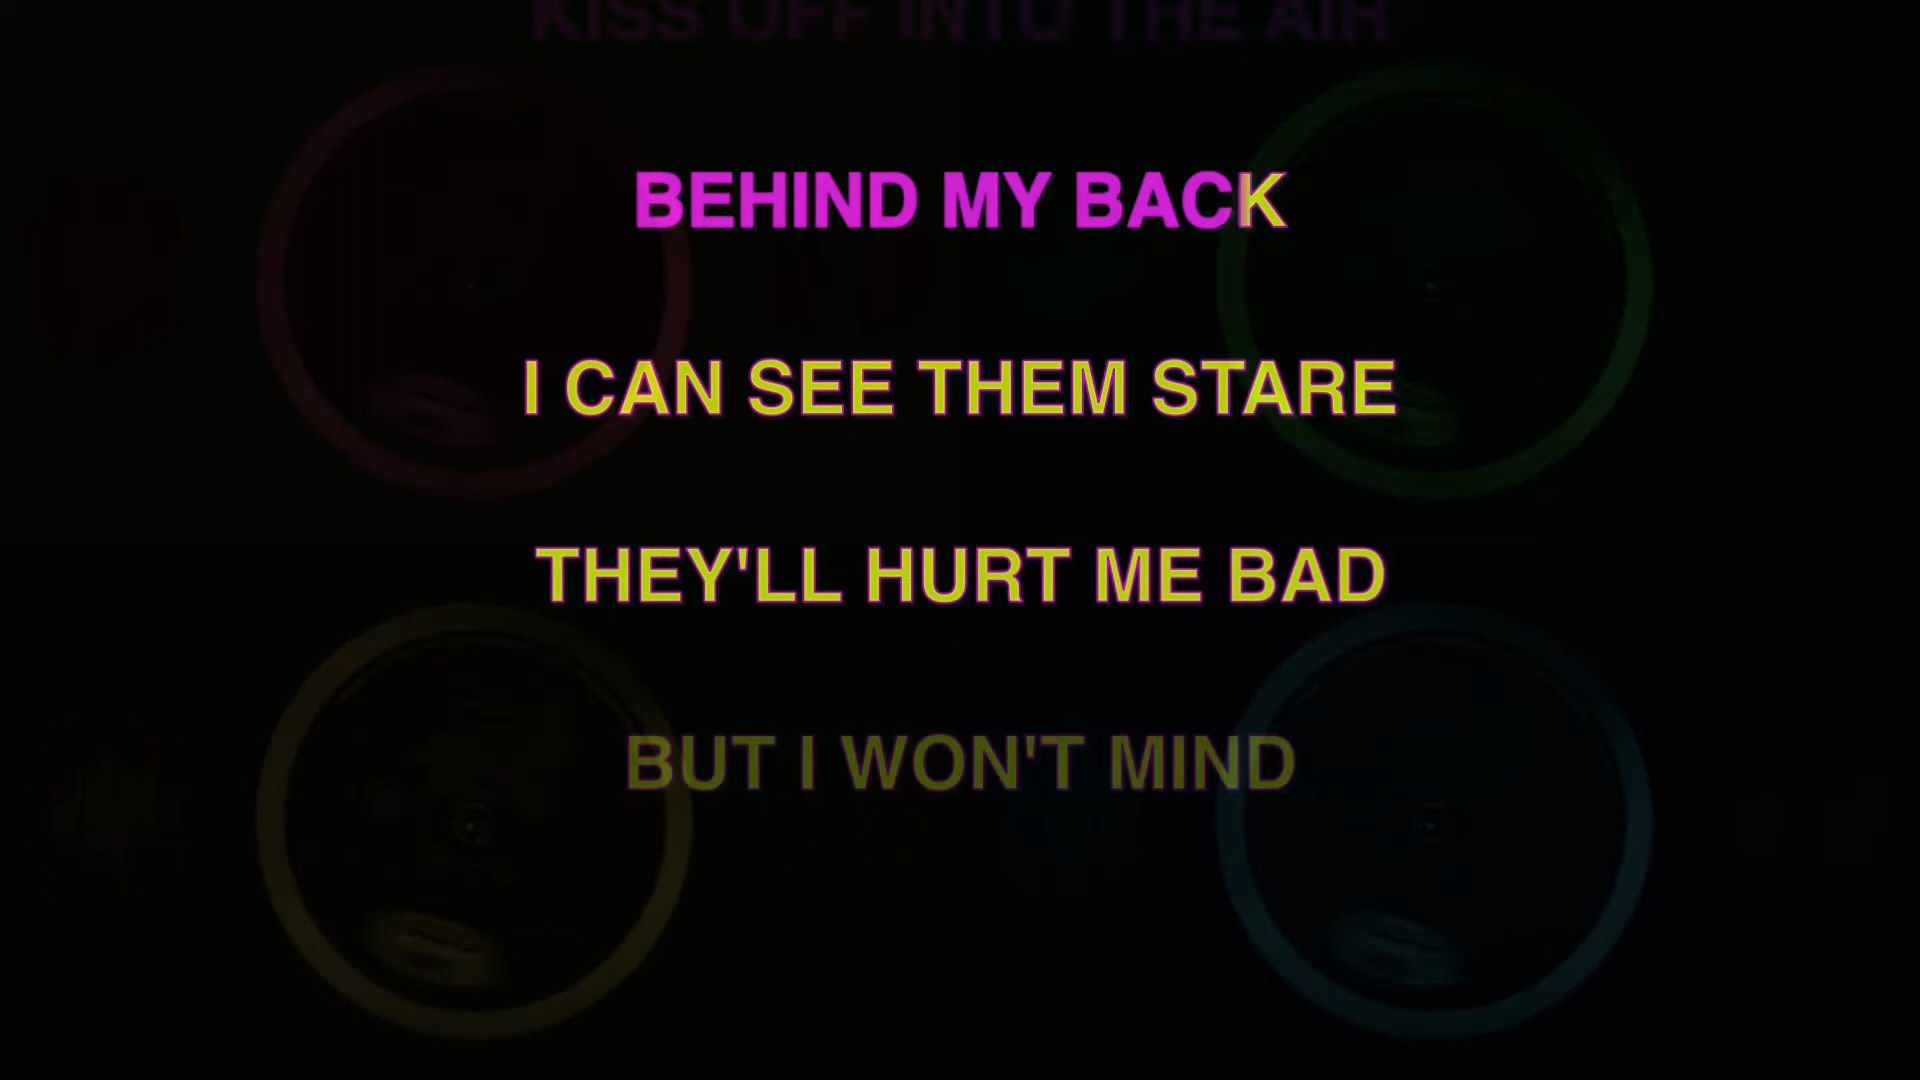 KISS OFF INTO THE AIR
BEHIND MY BACK
I CAN SEE THEM STARE
THEY'LL HURT ME BAD
BUT I WON'T MIND